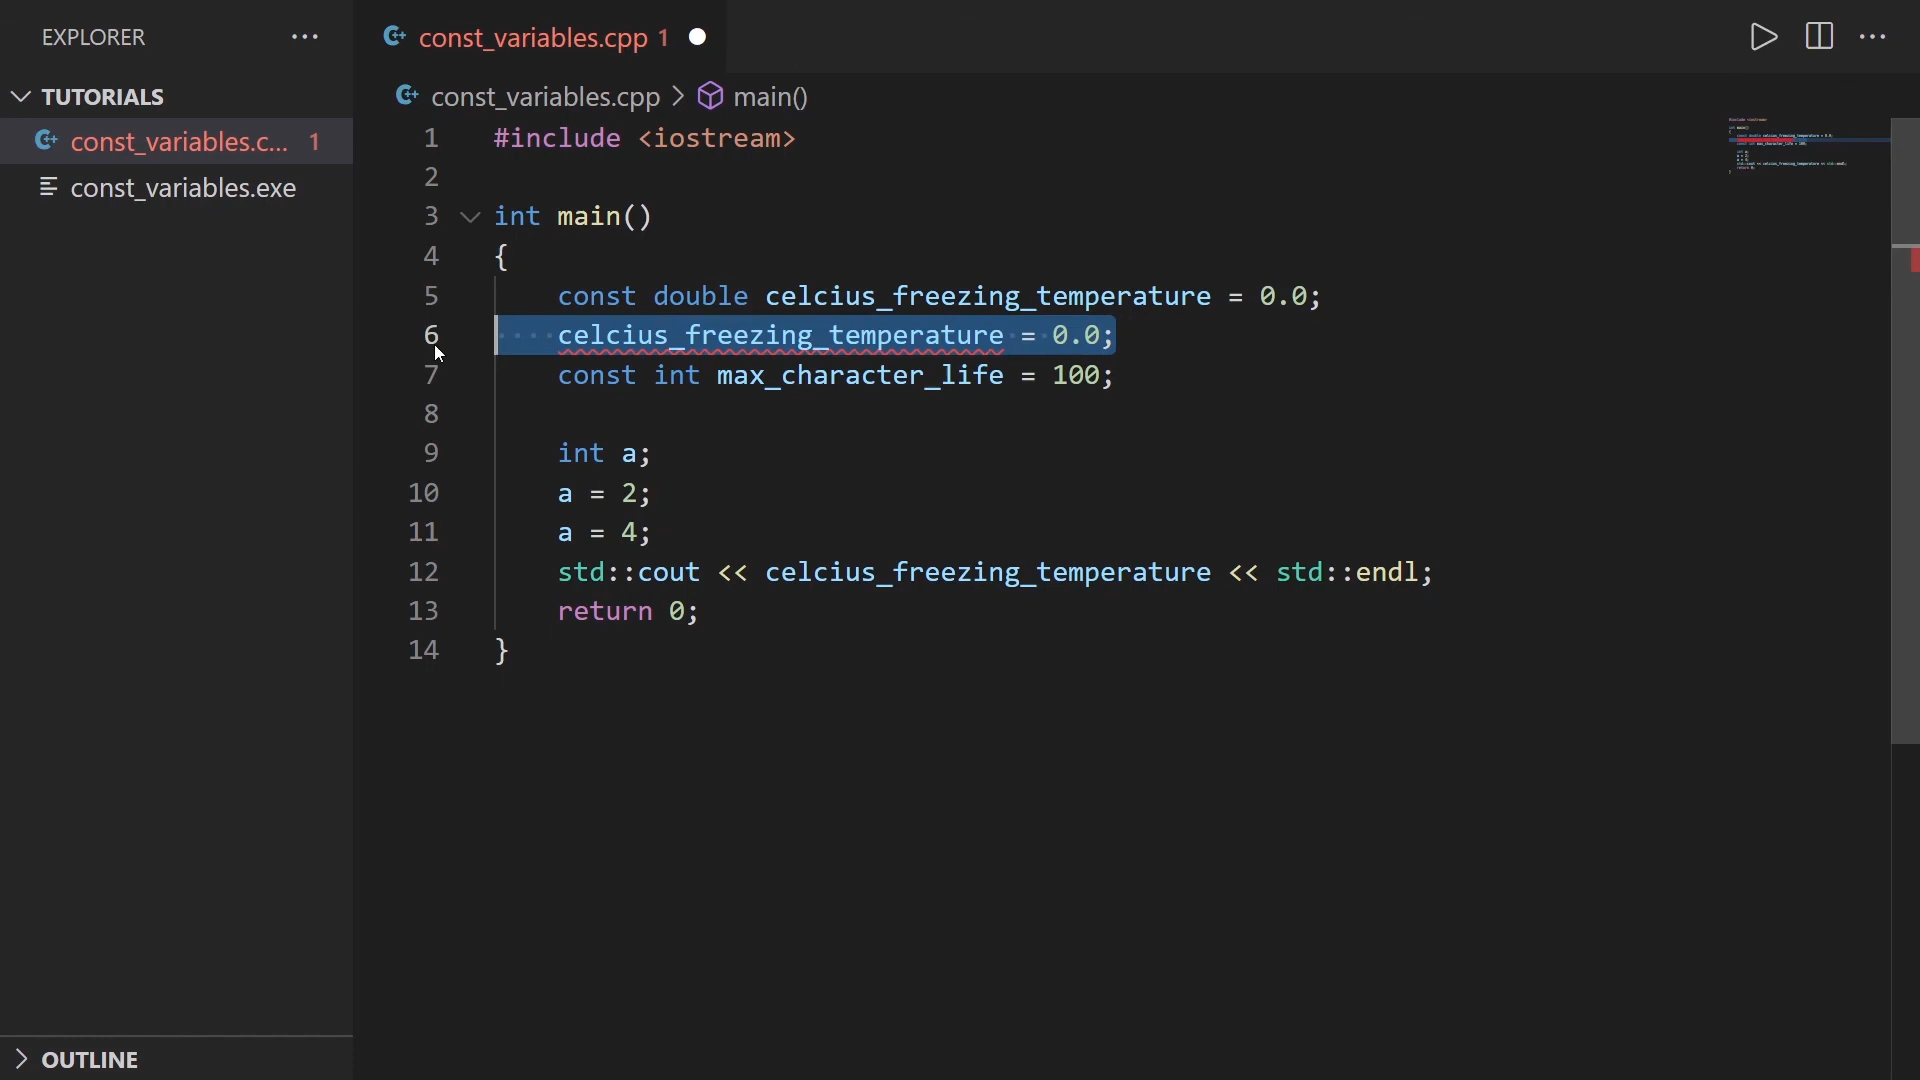 EXPLORER
TUTORIALS
const_variables.c... 1
const_variables.exe
OUTLINE
const_variables.cpp 1
const_variables.cpp > main()
1 #include <iostream>
2
3 int main()
4 {
5 const double celcius_freezing_temperature = 0.0;
6 celcius_freezing_temperature = 0.0;
7 const int max_character_life = 100;
8
9 int a;
10 a = 2;
11 a = 4;
12 std::cout << celcius_freezing_temperature << std::endl;
13 return 0;
14 }